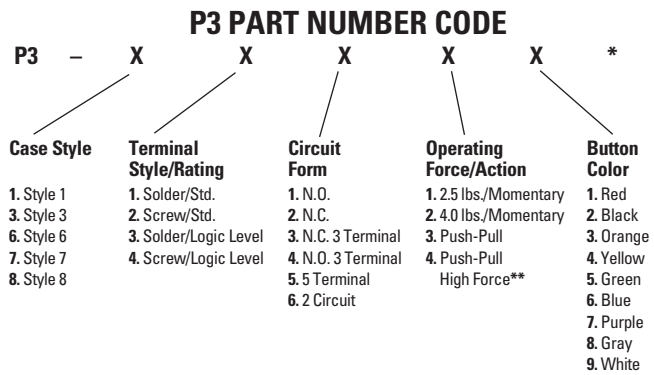 P3 PART NUMBER CODE
P3 – X X X X X *
Case Style
1. Style 1
3. Style 3
6. Style 6
7. Style 7
8. Style 8
Terminal
Style/Rating
1. Solder/Std.
2. Screw/Std.
3. Solder/Logic Level
4. Screw/Logic Level
Circuit
Form
1. N.O.
2. N.C.
3. N.C. 3 Terminal
4. N.O. 3 Terminal
5. 5 Terminal
6. 2 Circuit
Operating
Force/Action
1. 2.5 lbs./Momentary
2. 4.0 lbs./Momentary
3. Push-Pull
4. Push-Pull
High Force**
Button
Color
1. Red
2. Black
3. Orange
4. Yellow
5. Green
6. Blue
7. Purple
8. Gray
9. White